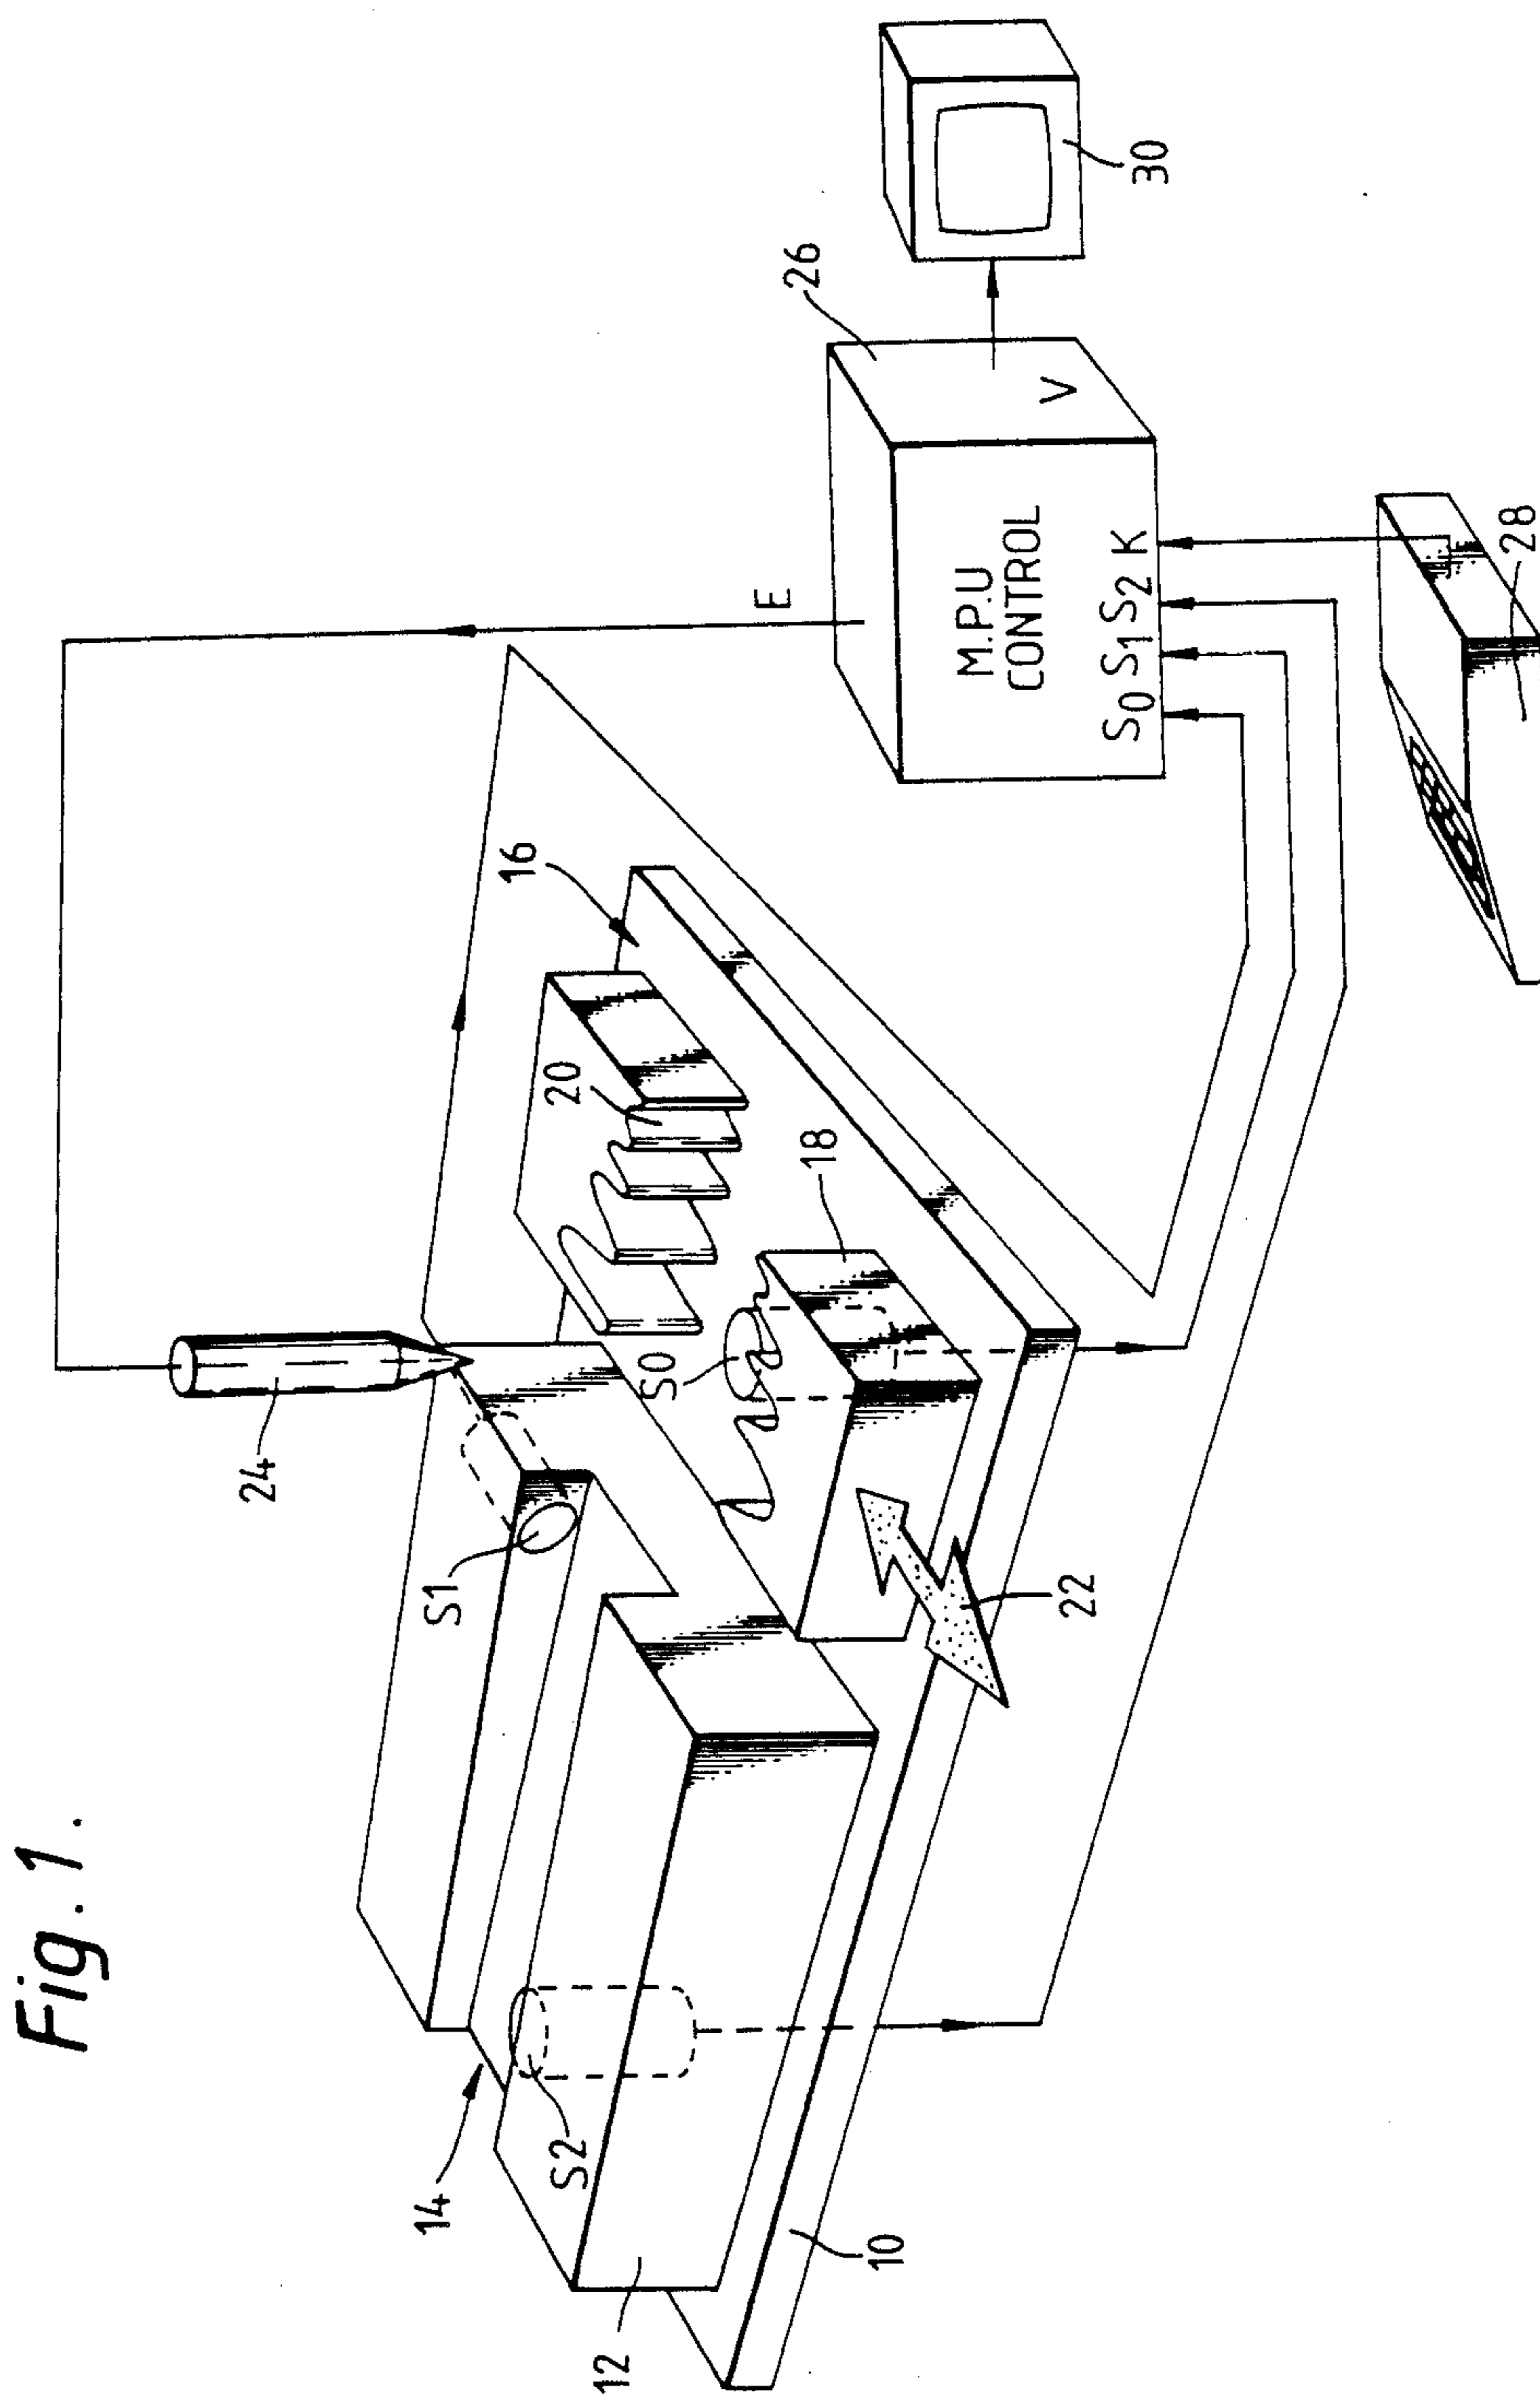 Fig. 1.
24
S1
14
S2
12
10
22
S0
18
20
16
E
26
M.P.U
CONTROL
V
S0 S1 S2 K
30
28